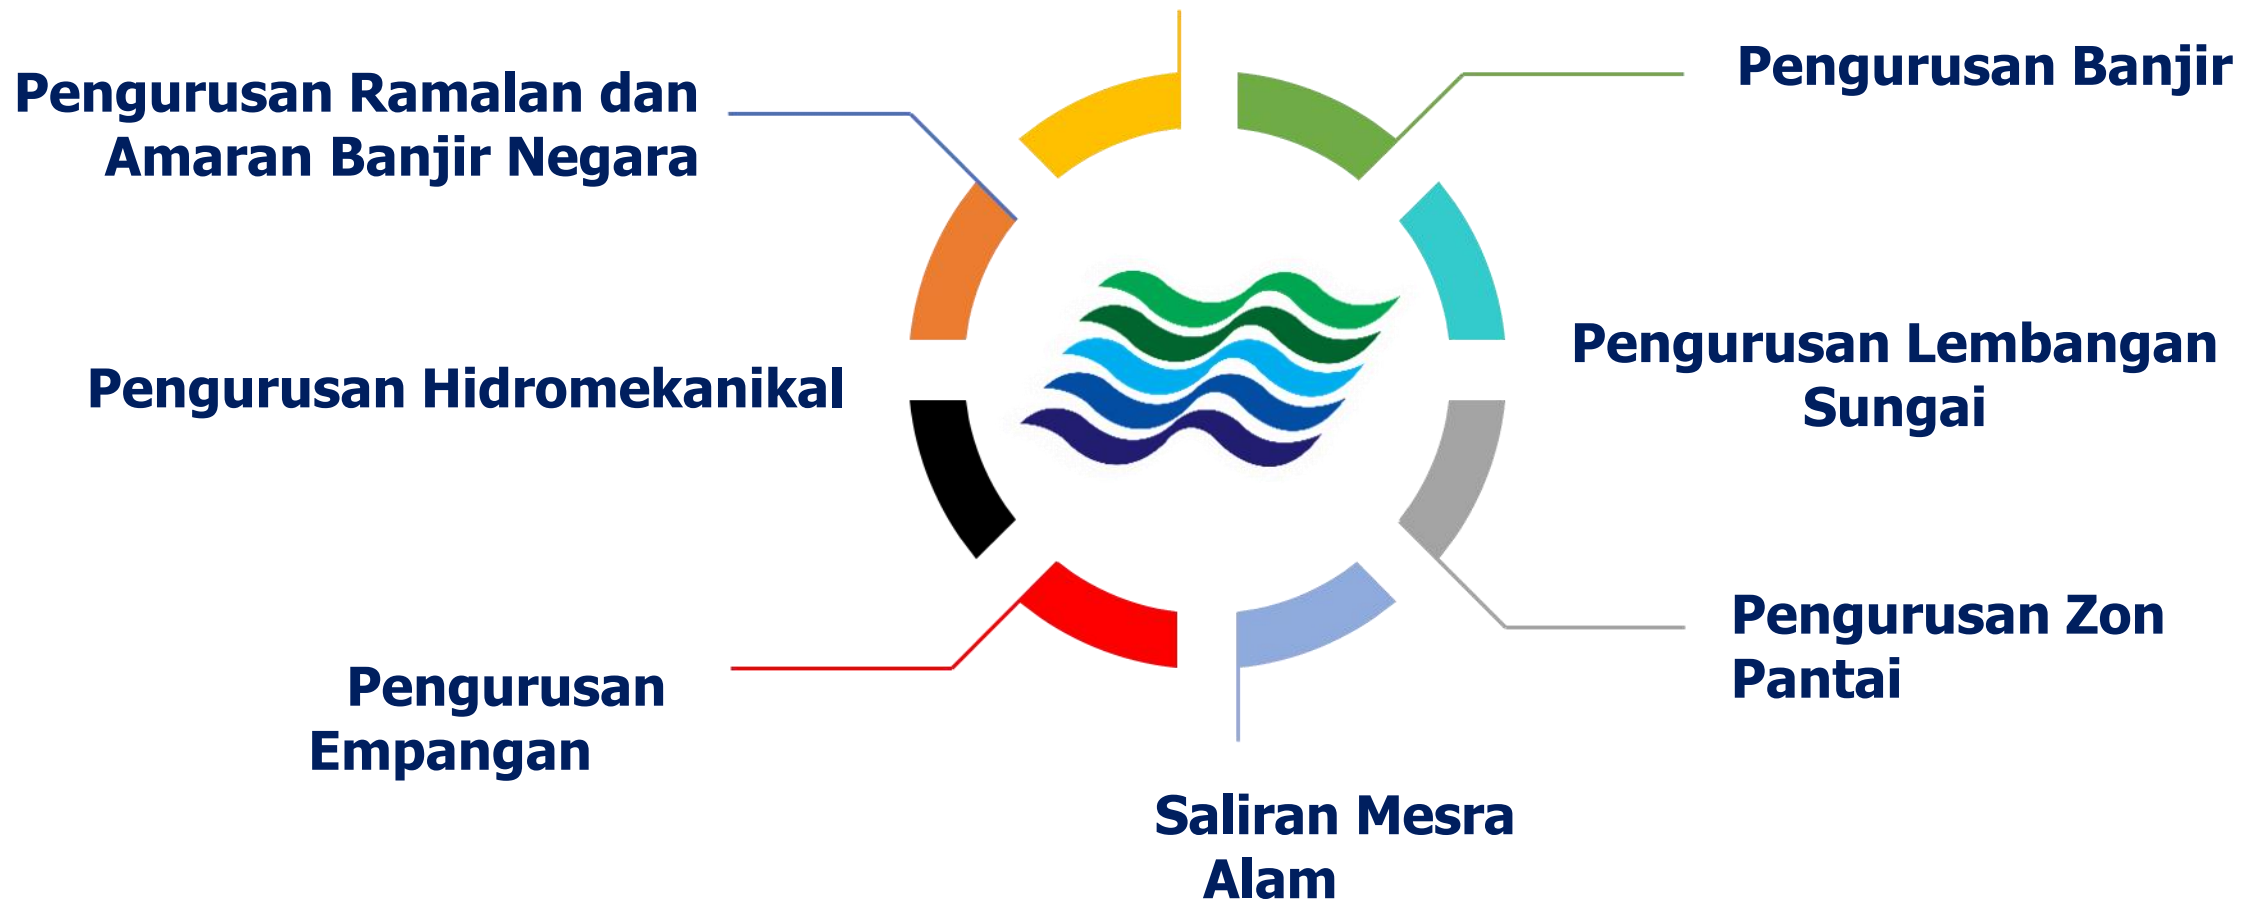 Pengurusan Ramalan dan
Amaran Banjir Negara
Pengurusan Banjir
Pengurusan Hidromekanikal
Pengurusan Lembangan
Sungai
Pengurusan
Empangan
Pengurusan Zon
Pantai
Saliran Mesra
Alam